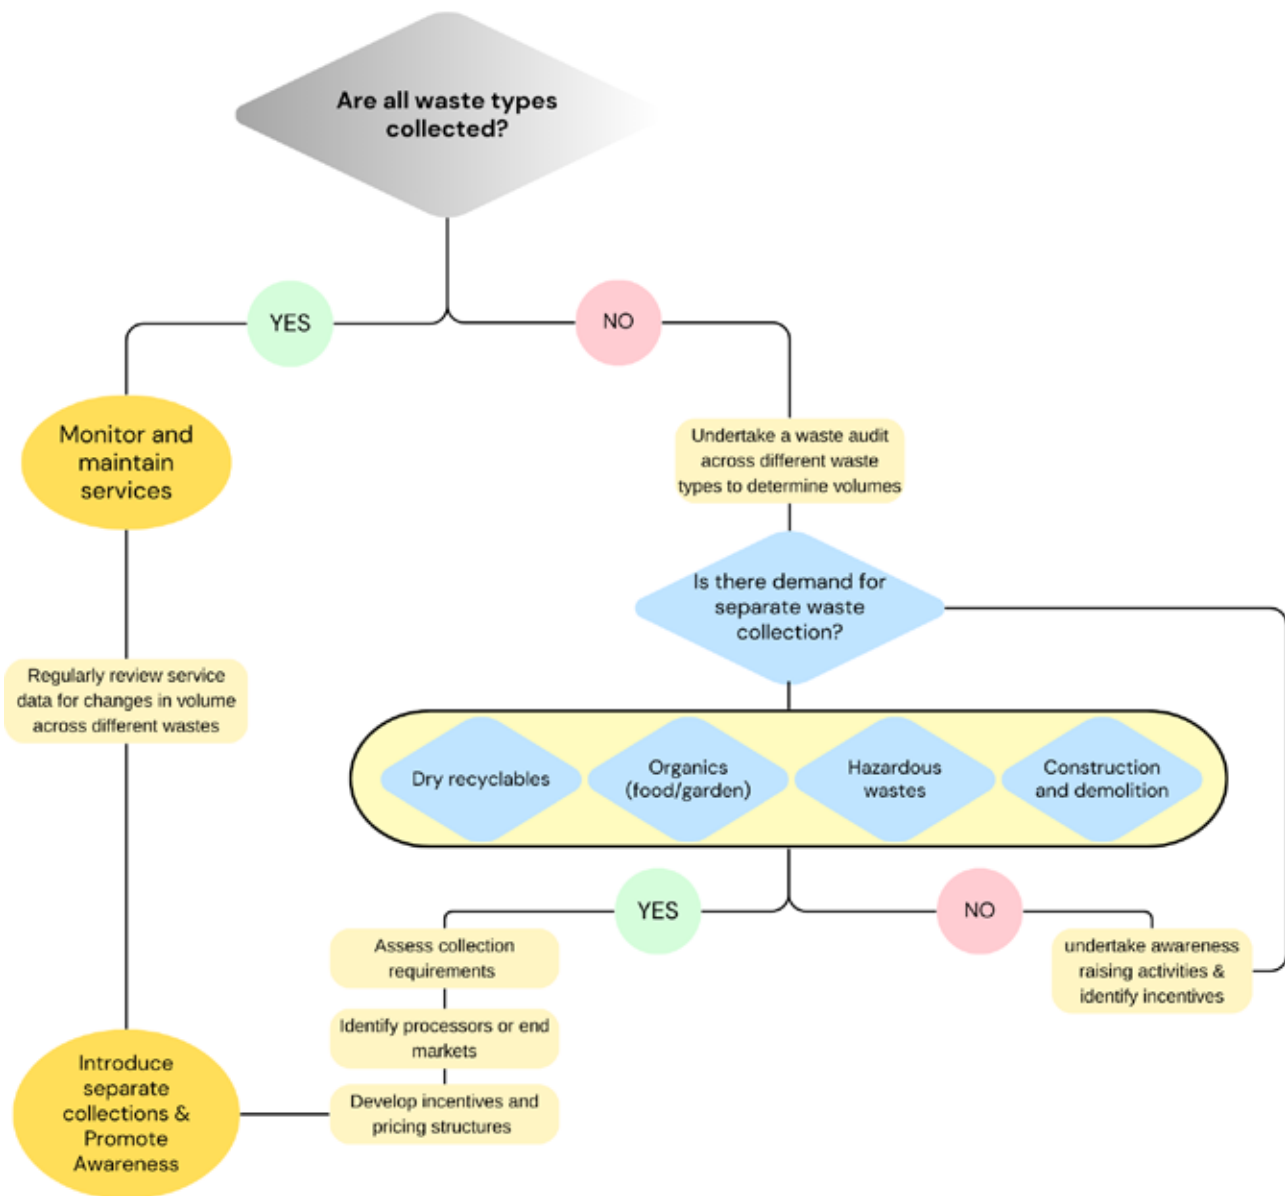 Are all waste types
collected?
YES
NO
Monitor and
maintain
services
Undertake a waste audit
across different waste
types to determine volumes
Is there demand for
separate waste
collection?
Regularly review service
data for changes in volume
across different wastes
Dry recyclables
Organics
(food/garden)
Hazardous
wastes
Construction
and demolition
YES
NO
Assess collection
requirements
undertake awareness
raising activities &
identify incentives
Identify processors or end
markets
Develop incentives and
pricing structures
Introduce
separate
collections &
Promote
Awareness